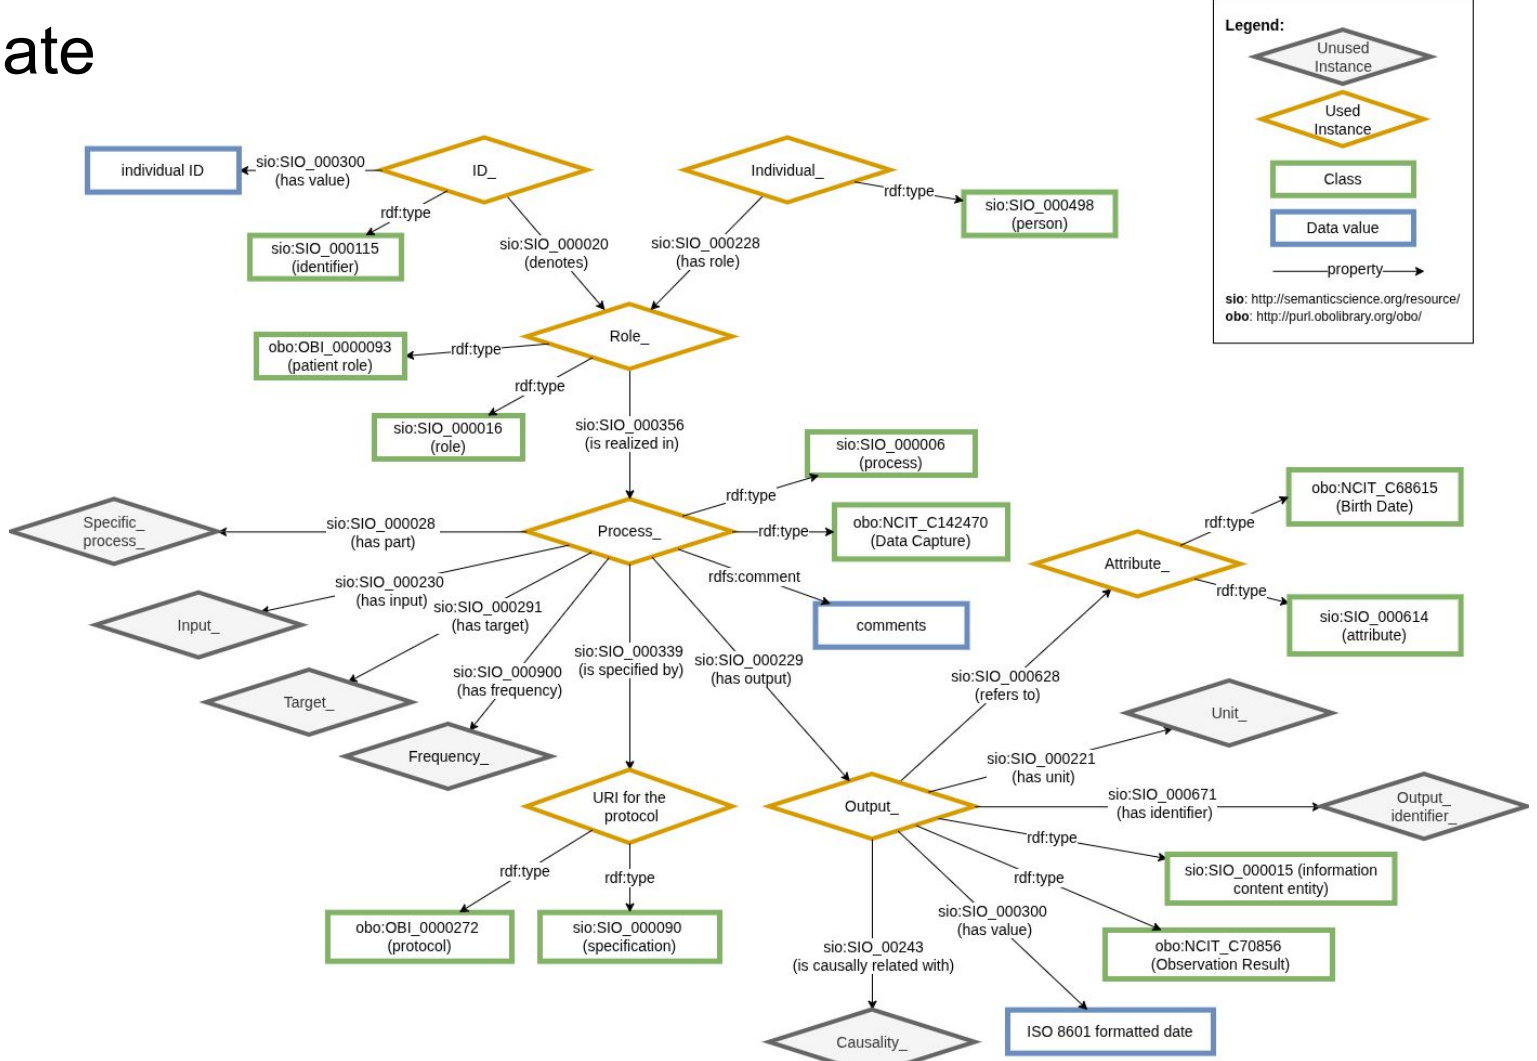 ate
Legend:
Unused
Instance
Used
Instance
Class
Data value
property
sio: http://semanticscience.org/resource/
obo: http://purl.obolibrary.org/obo/
individual ID
sio:SIO_000300
(has value)
ID_
Individual_
rdf:type
sio:SIO_000498
(person)
rdf:type
sio:SIO_000115
(identifier)
sio:SIO_000020
(denotes)
sio:SIO_000228
(has role)
Role_
obo:OBI_0000093
(patient role)
rdf:type
rdf:type
sio:SIO_000016
(role)
sio:SIO_000356
(is realized in)
sio:SIO_000006
(process)
rdf:type
Specific_
process_
sio:SIO_000028
(has part)
Process_
rdf:type
obo:NCIT_C142470
(Data Capture)
obo:NCIT_C68615
(Birth Date)
rdf:type
Attribute_
rdf:type
sio:SIO_000614
(attribute)
rdfs:comment
comments
sio:SIO_000230
(has input)
Input_
sio:SIO_000291
(has target)
Target_
sio:SIO_000900
(has frequency)
Frequency_
sio:SIO_000339
(is specified by)
sio:SIO_000229
(has output)
sio:SIO_000628
(refers to)
Unit_
sio:SIO_000221
(has unit)
URI for the
protocol
Output_
sio:SIO_000671
(has identifier)
Output_
identifier_
rdf:type
rdf:type
rdf:type
sio:SIO_000015 (information
content entity)
rdf:type
obo:OBI_0000272
(protocol)
sio:SIO_000090
(specification)
sio:SIO_000300
(has value)
obo:NCIT_C70856
(Observation Result)
sio:SIO_00243
(is causally related with)
ISO 8601 formatted date
Causality_